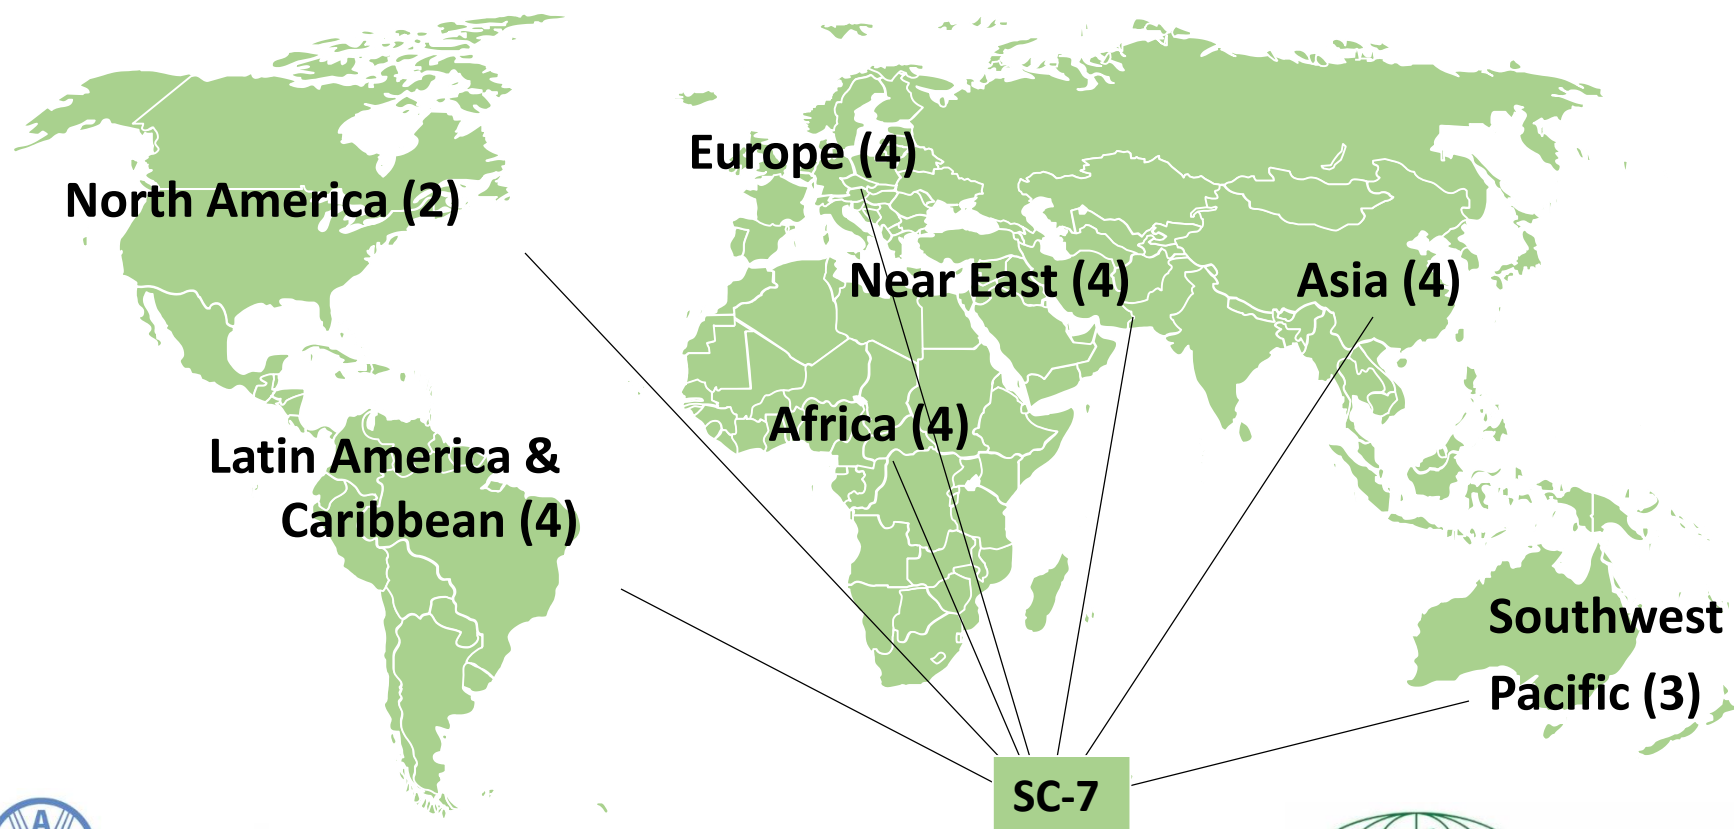 Europe (4)
North America (2)
Near East (4)
Asia (4)
Africa (4)
Latin America &
Caribbean (4)
Southwest
Pacific (3)
SC-7
A